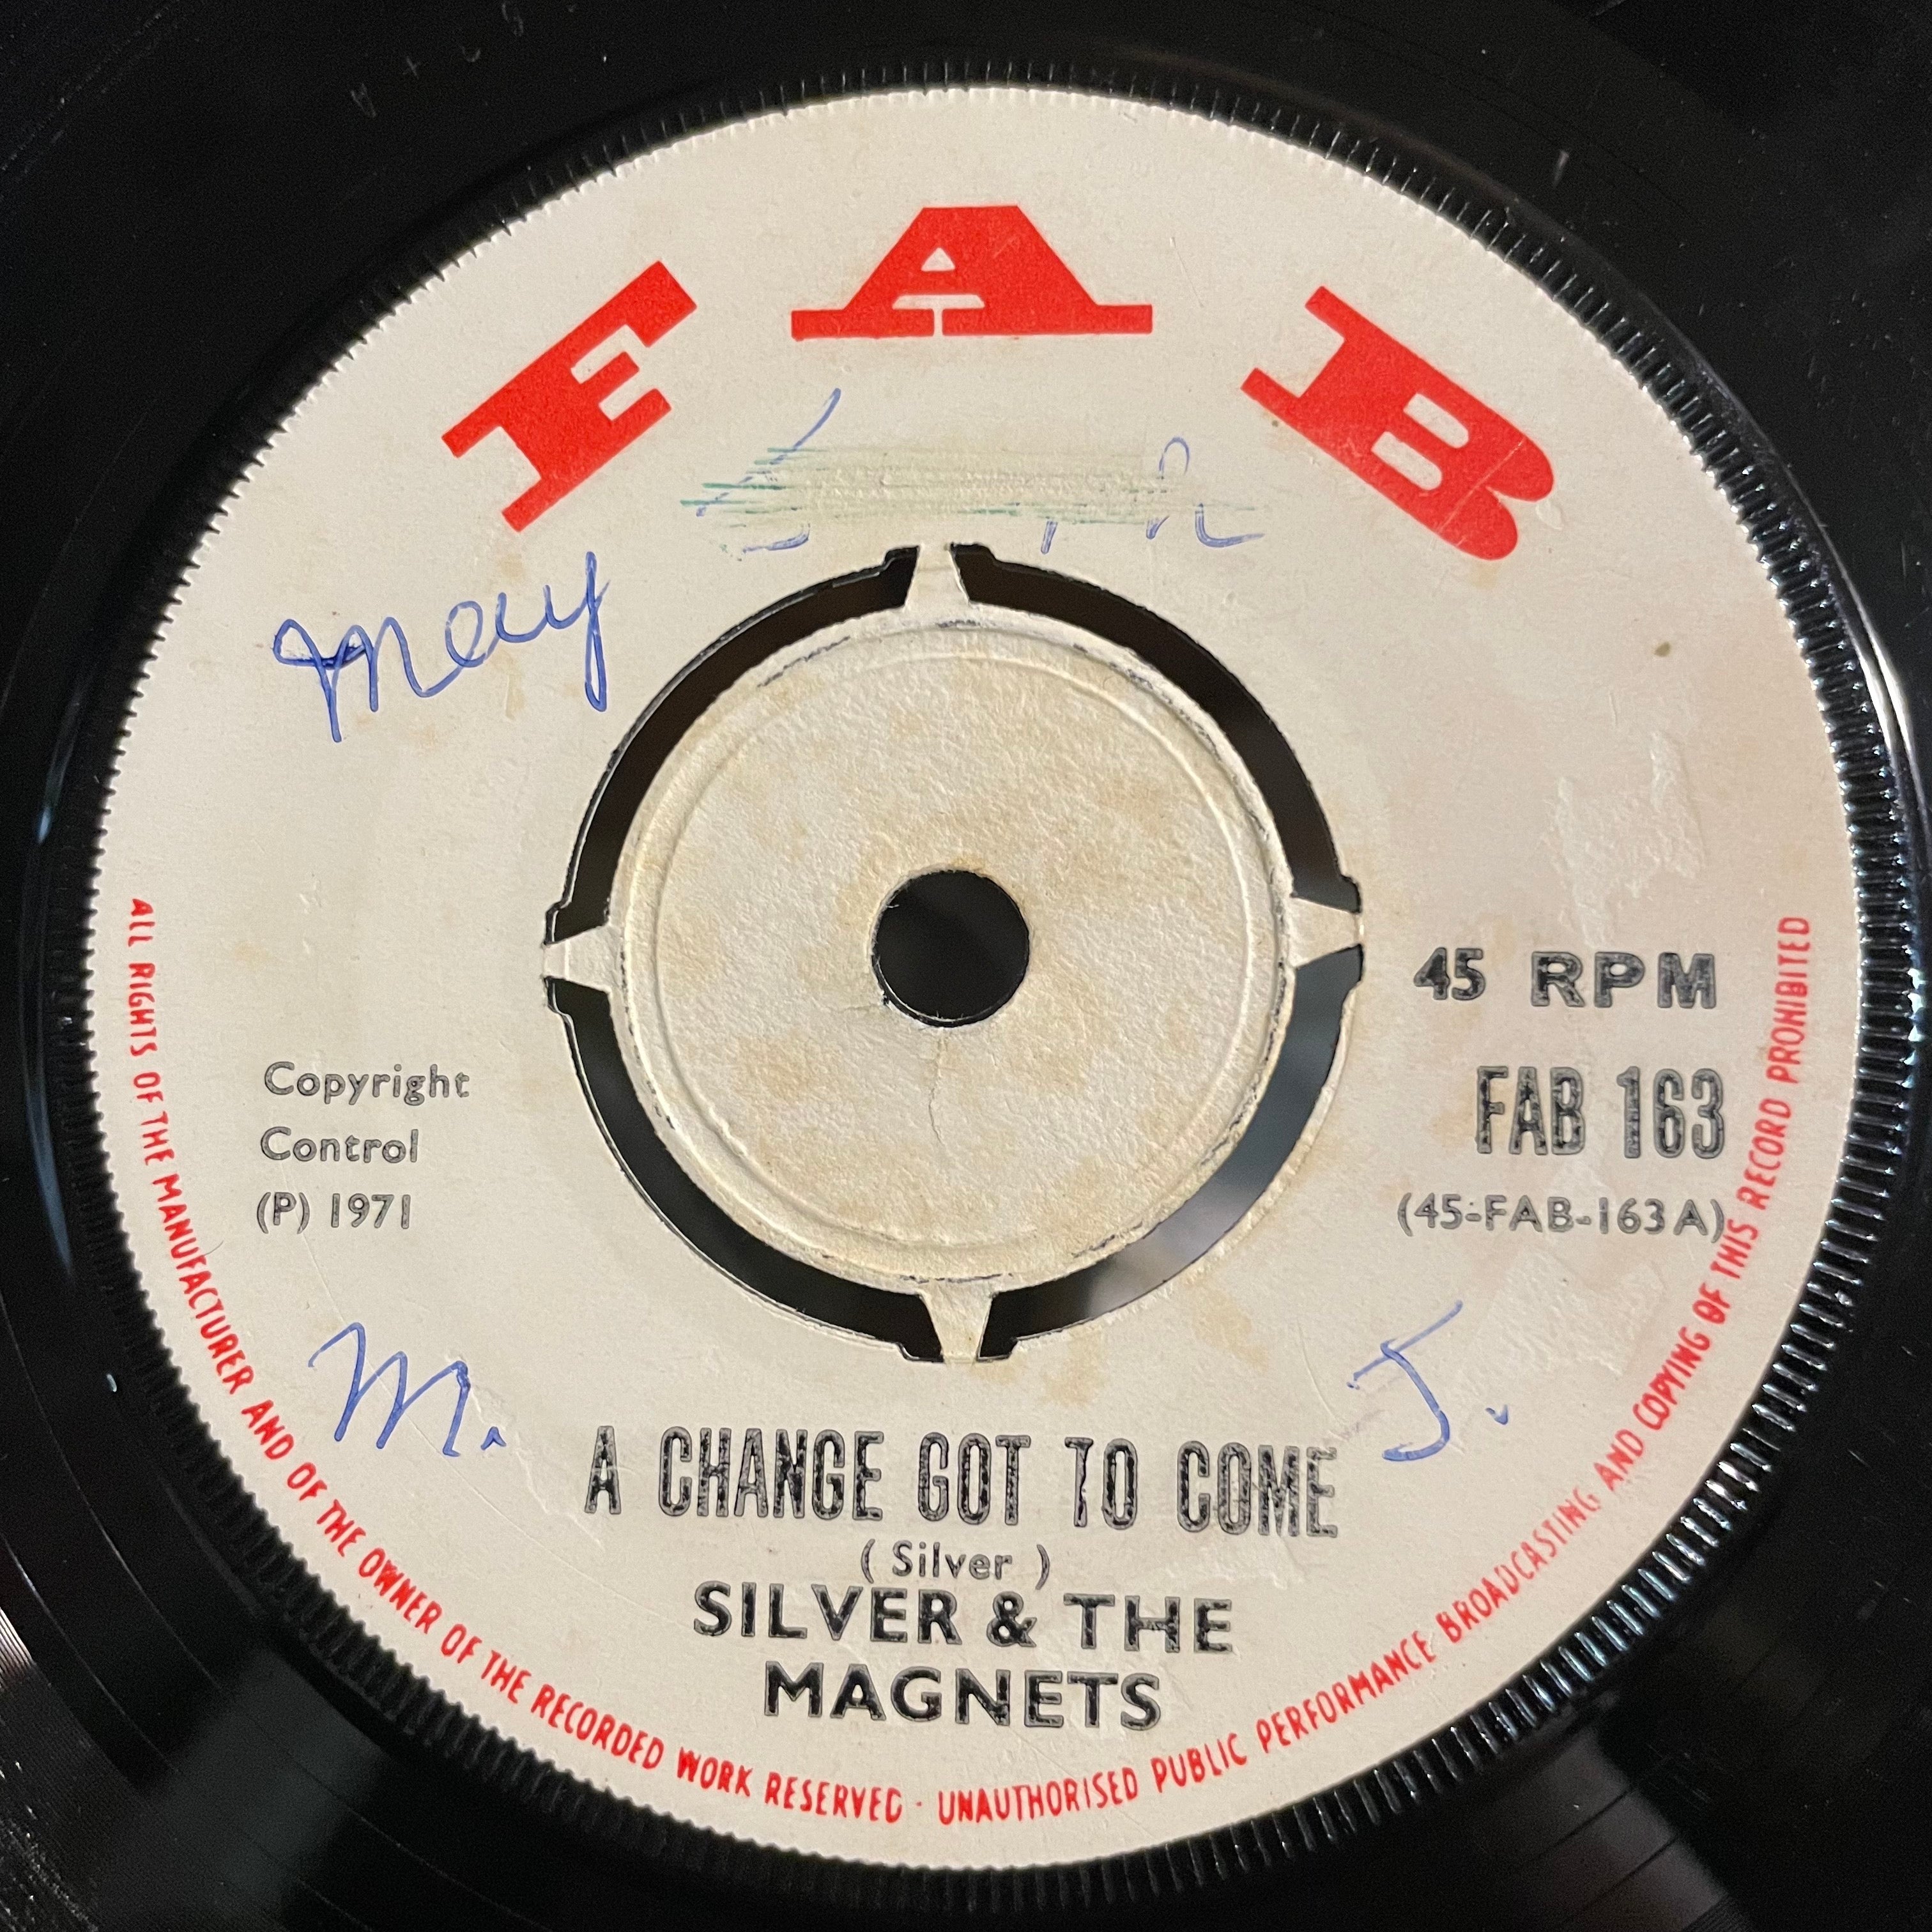 FAB
May
45 RPM
FAB 163
(45-FAB-163A)
Copyright
Control
(P) 1971
M.
J.
A CHANGE GOT TO COME
( Silver )
SILVER & THE
MAGNETS
ALL RIGHTS OF THE MANUFACTURER AND OF THE OWNER OF THE RECORDED WORK RESERVED · UNAUTHORISED PUBLIC PERFORMANCE BROADCASTING AND COPYING OF THIS RECORD PROHIBITED